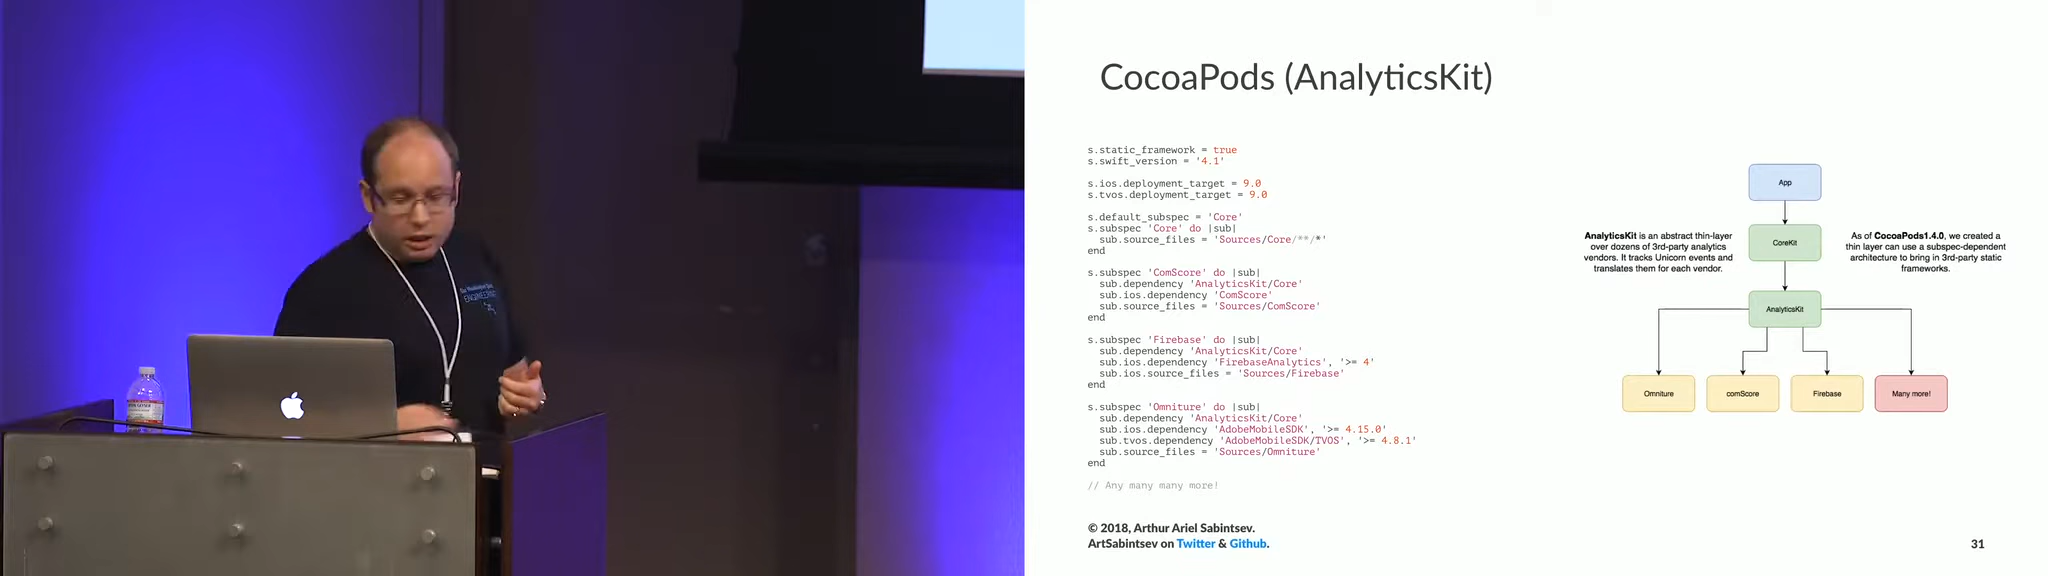 The Washington Post
ENGINEERING
CocoaPods (AnalyticsKit)
s.static_framework = true
s.swift_version = '4.1'
s.ios.deployment_target = 9.0
s.tvos.deployment_target = 9.0
s.default_subspec = 'Core'
s.subspec 'Core' do |sub|
sub.source_files = 'Sources/Core/**/*'
end
s.subspec 'ComScore' do |sub|
sub.dependency 'AnalyticsKit/Core'
sub.ios.dependency 'ComScore'
sub.source_files = 'Sources/ComScore'
end
s.subspec 'Firebase' do |sub|
sub.dependency 'AnalyticsKit/Core'
sub.ios.dependency 'FirebaseAnalytics', '>= 4'
sub.ios.source_files = 'Sources/Firebase'
end
s.subspec 'Omniture' do |sub|
sub.dependency 'AnalyticsKit/Core'
sub.ios.dependency 'AdobeMobileSDK', '>= 4.15.0'
sub.tvos.dependency 'AdobeMobileSDK/TVOS', '>= 4.8.1'
sub.source_files = 'Sources/Omniture'
end
// Any many many more!
AnalyticsKit is an abstract thin-layer
over dozens of 3rd-party analytics
vendors. It tracks Unicorn events and
translates them for each vendor.
App
CoreKit
AnalyticsKit
Omniture
comScore
Firebase
Many more!
As of CocoaPods1.4.0, we created a
thin layer can use a subspec-dependent
architecture to bring in 3rd-party static
frameworks.
© 2018, Arthur Ariel Sabintsev.
ArtSabintsev on Twitter & Github.
31